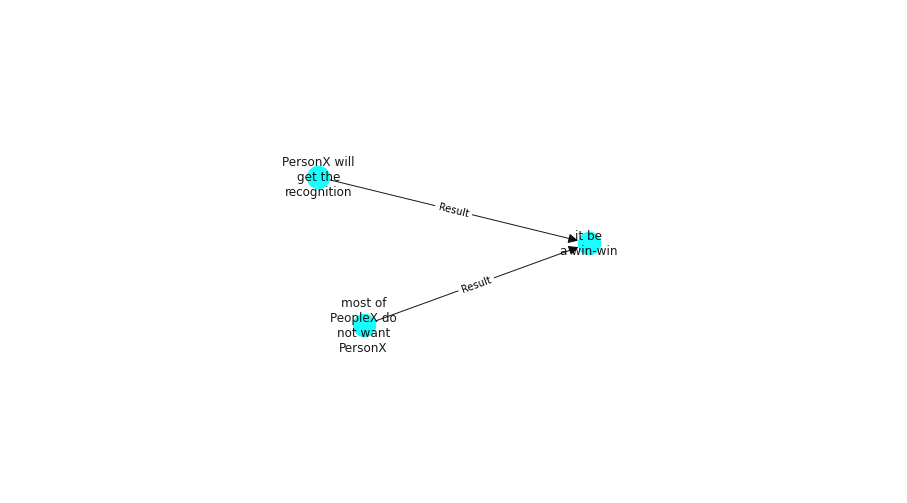 PersonX will
get the
recognition
Result
it be
a win-win
Result
most of
PeopleX do
not want
PersonX